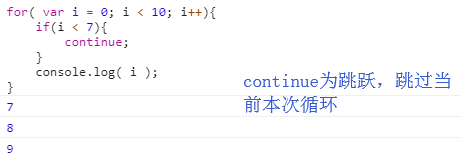 for( var i = 0; i < 10; i++){
if(i < 7){
continue;
}
console.log( i );
}
continue为跳跃，跳过当
前本次循环
7
8
9